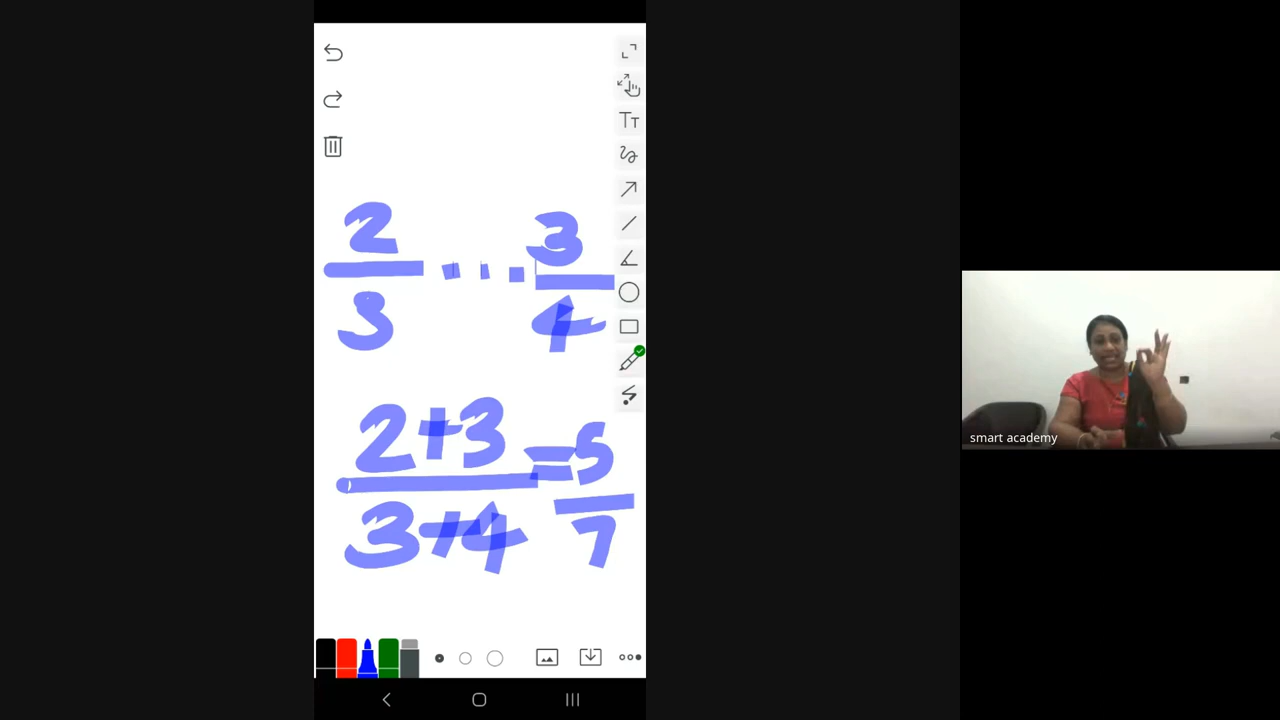 2/3 ... 3/4
2+3/3+4 = 5/7
smart academy